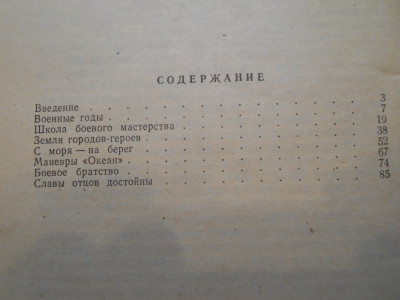 СОДЕРЖАНИЕ
Введение . . . . . . . . . . . . 3
Военные годы . . . . . . . . . . . 7
Школа боевого мастерства . . . . . . . . 19
Земля городов-героев . . . . . . . . . 38
С моря — на берег . . . . . . . . . . 52
Маневры «Океан» . . . . . . . . . . 67
Боевое братство . . . . . . . . . . 74
Славы отцов достойны . . . . . . . . . 85